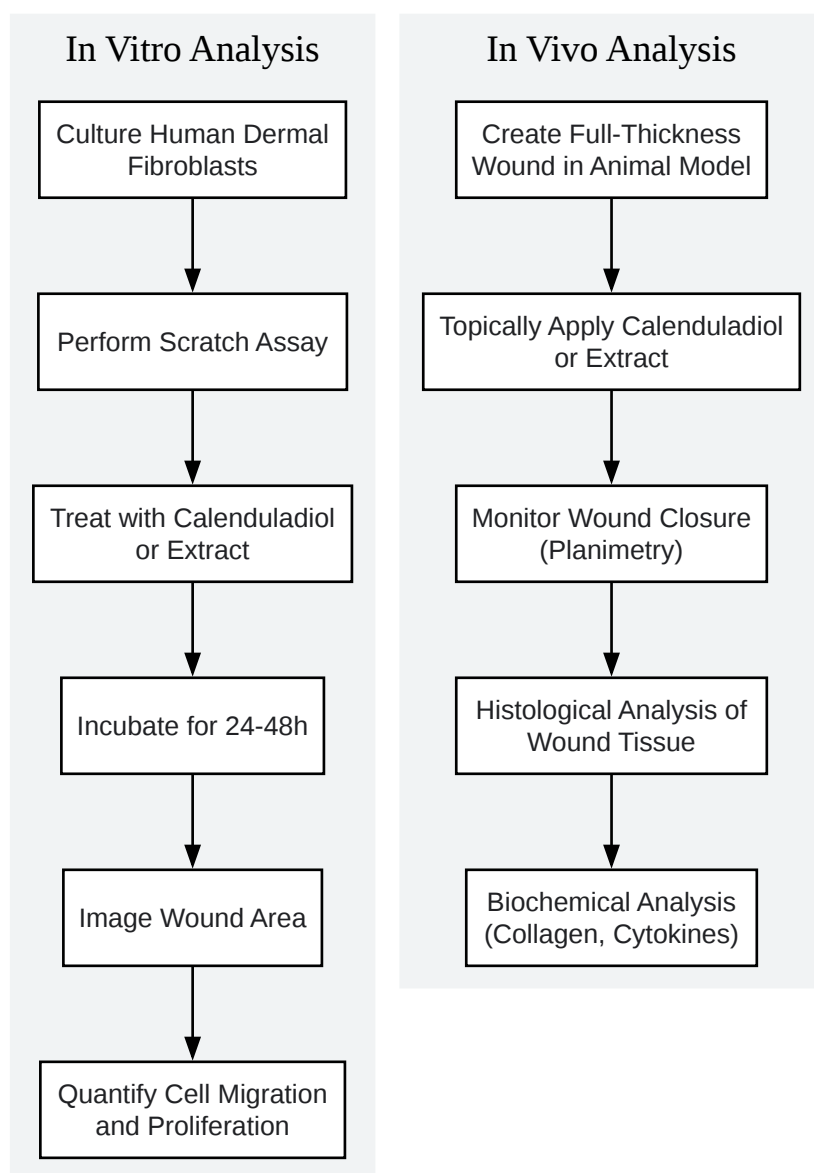 In Vitro Analysis
Culture Human Dermal
Fibroblasts
Perform Scratch Assay
Treat with Calenduladiol
or Extract
Incubate for 24-48h
Image Wound Area
Quantify Cell Migration
and Proliferation
In Vivo Analysis
Create Full-Thickness
Wound in Animal Model
Topically Apply Calenduladiol
or Extract
Monitor Wound Closure
(Planimetry)
Histological Analysis of
Wound Tissue
Biochemical Analysis
(Collagen, Cytokines)